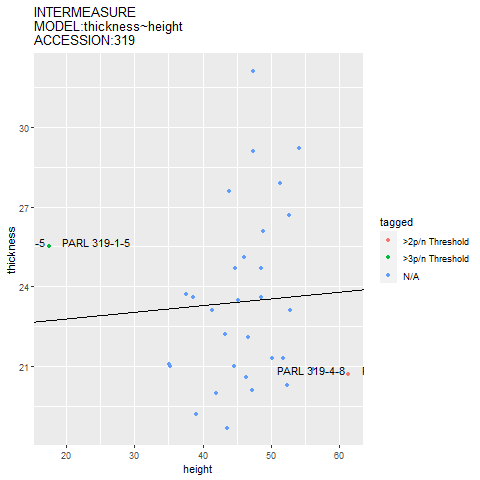 INTERMEASURE
MODEL:thickness~height
ACCESSION:319
30
27
24
21
thickness
-5 PARL 319-1-5
PARL 319-4-8
20 30 40 50 60
height
tagged
>2p/n Threshold
>3p/n Threshold
N/A